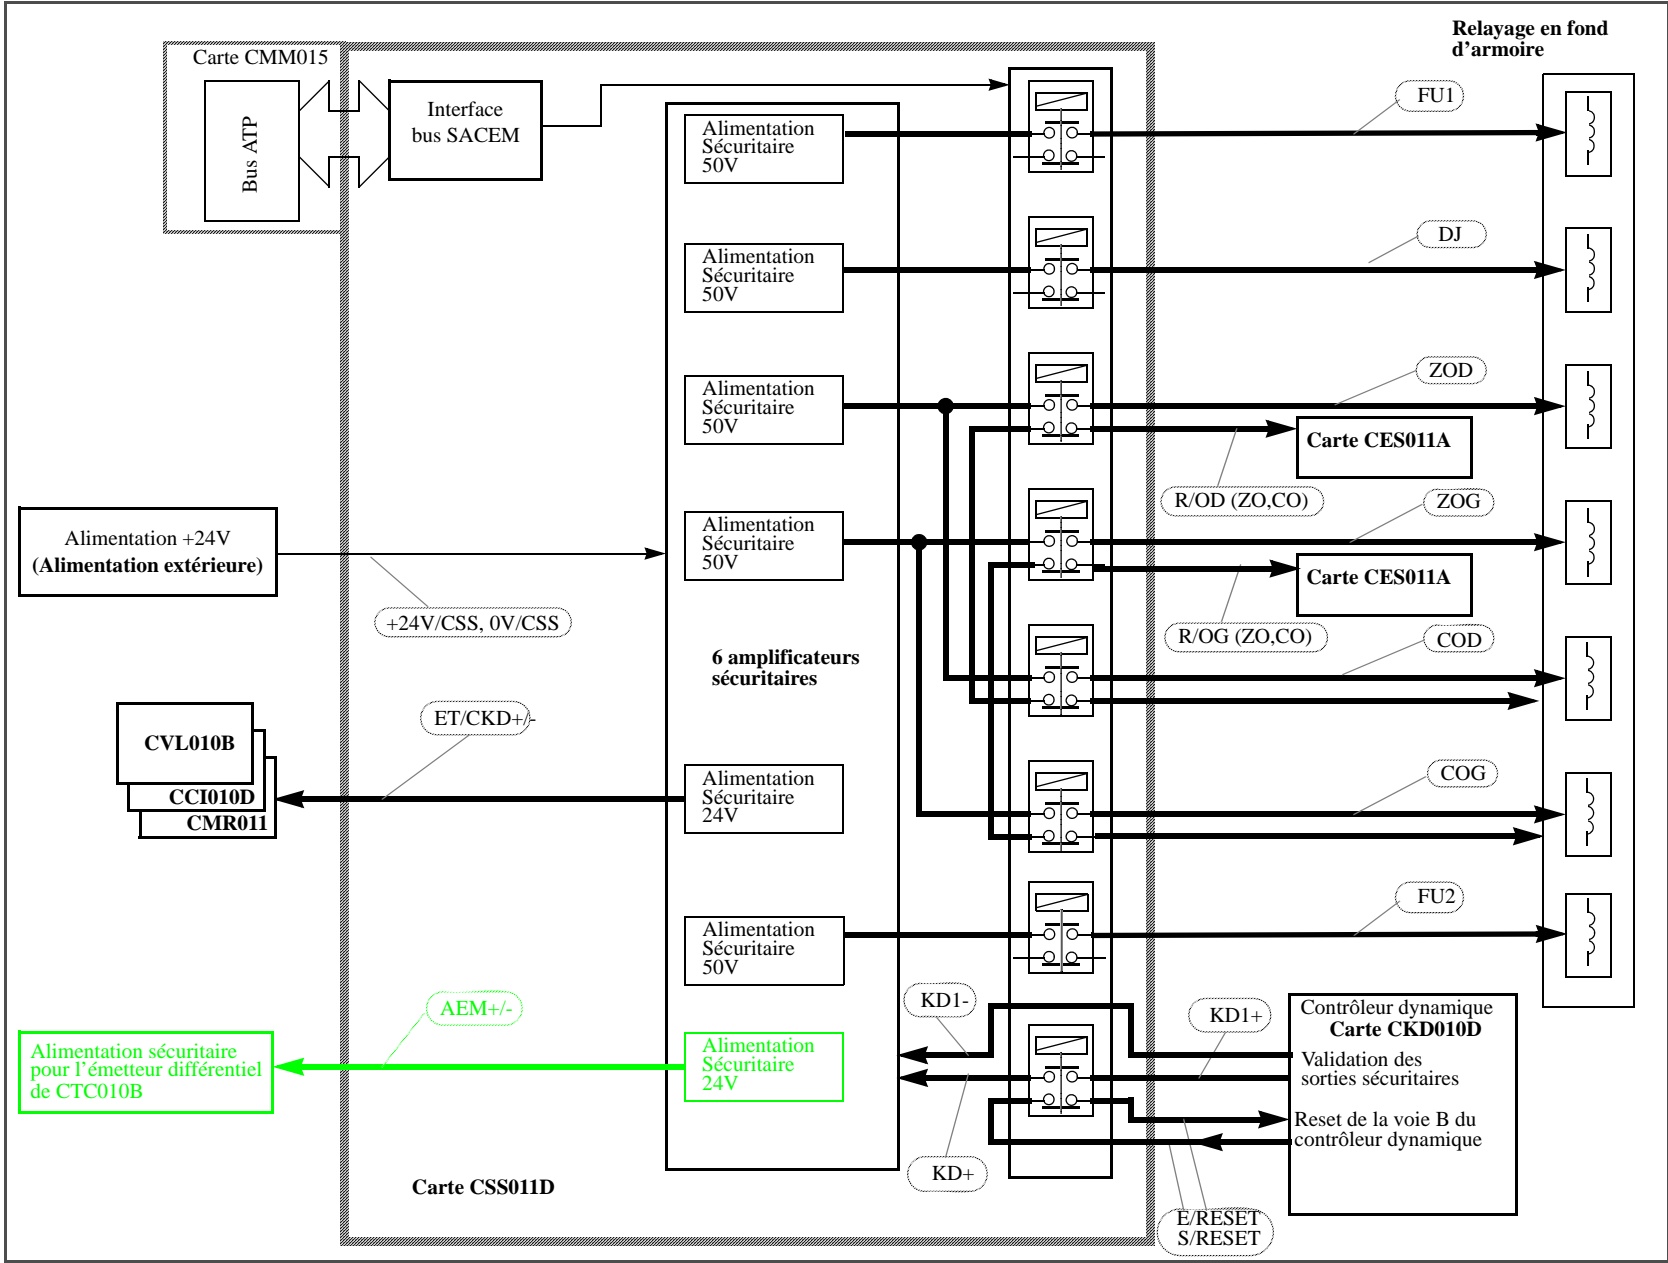 Relayage en fond
d'armoire
Carte CMM015
Bus ATP
Interface
bus SACEM
Alimentation
Sécuritaire
50V
FU1
Alimentation
Sécuritaire
50V
DJ
Alimentation
Sécuritaire
50V
ZOD
Carte CES011A
R/OD (ZO,CO)
Alimentation
Sécuritaire
50V
ZOG
Carte CES011A
R/OG (ZO,CO)
Alimentation +24V
(Alimentation extérieure)
+24V/CSS, 0V/CSS
6 amplificateurs
sécuritaires
COD
ET/CKD+/-
CVL010B
CCI010D
CMR011
Alimentation
Sécuritaire
24V
COG
Alimentation
Sécuritaire
50V
FU2
AEM+/-
Alimentation sécuritaire
pour l'émetteur différentiel
de CTC010B
Alimentation
Sécuritaire
24V
KD1-
KD1+
KD+
Contrôleur dynamique
Carte CKD010D
Validation des
sorties sécuritaires
Reset de la voie B du
contrôleur dynamique
E/RESET
S/RESET
Carte CSS011D